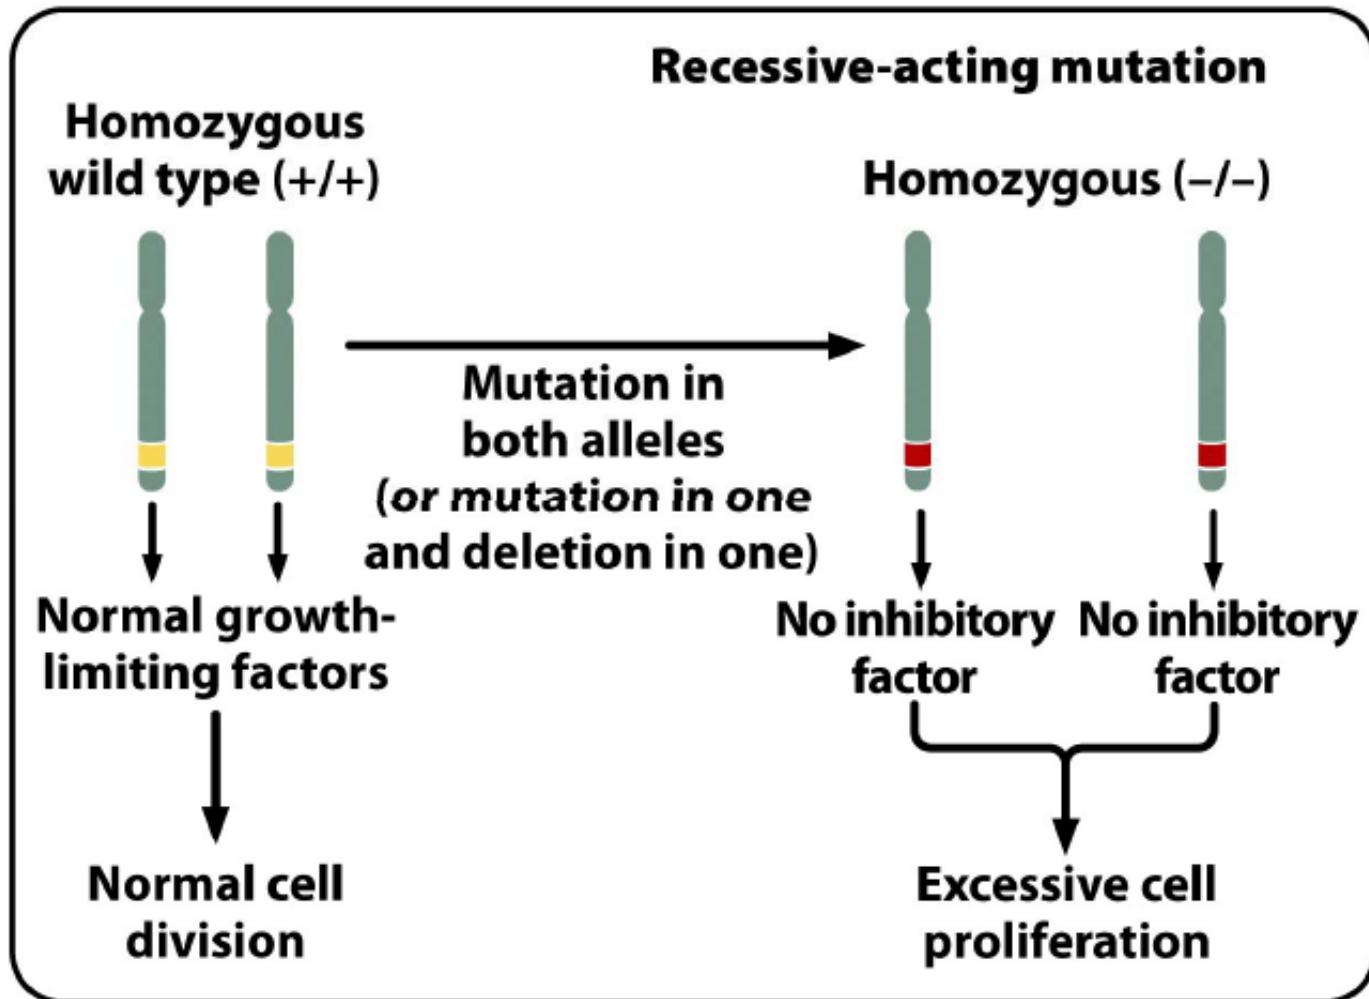 Recessive-acting mutation
Homozygous
wild type (+/+)
Homozygous (–/–)
Mutation in
both alleles
(or mutation in one
and deletion in one)
Normal growth-
limiting factors
No inhibitory
factor
No inhibitory
factor
Normal cell
division
Excessive cell
proliferation